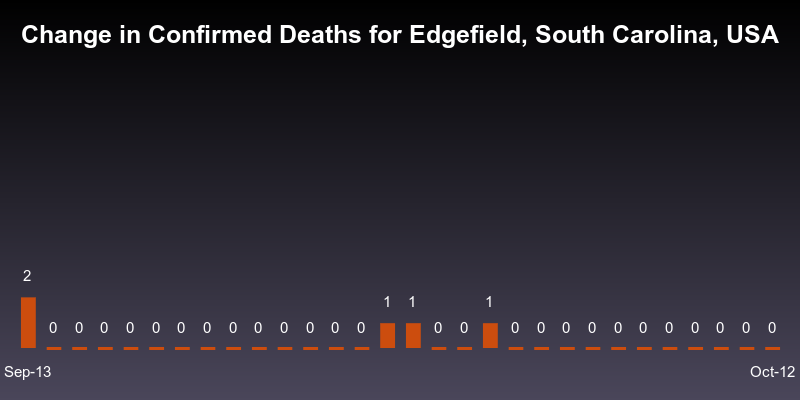 Change in Confirmed Deaths for Edgefield, South Carolina, USA
2
1 1 1
0 0 0 0 0 0 0 0 0 0 0 0 0 0 0 0 0 0 0 0 0 0 0 0 0 0
Sep-13 Oct-12